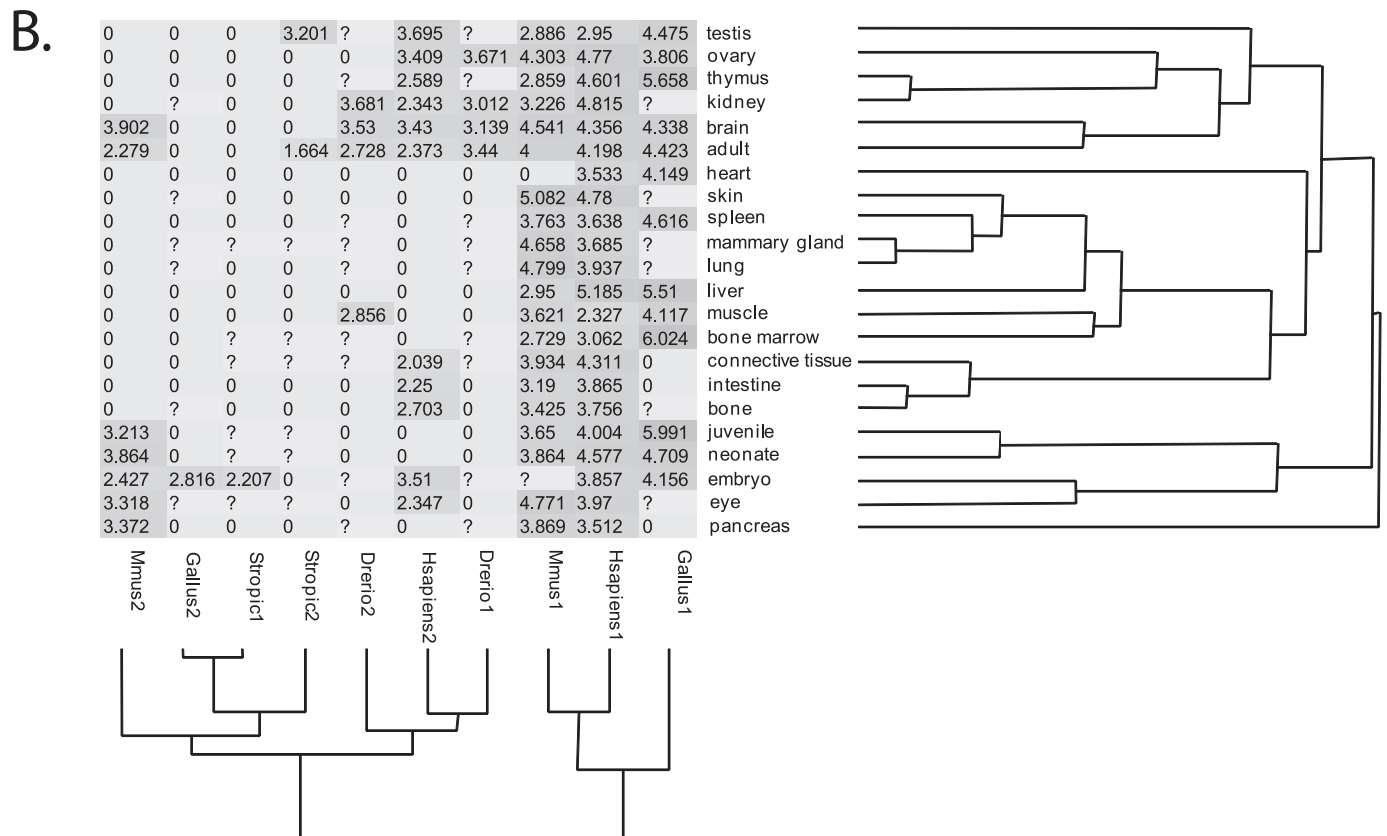 B.
0 0 0 3.201 ? 3.695 ? 2.886 2.95 4.475 testis
0 0 0 0 0 3.409 3.671 4.303 4.77 3.806 ovary
0 0 0 0 ? 2.589 ? 2.859 4.601 5.658 thymus
0 ? 0 0 3.681 2.343 3.012 3.226 4.815 ? kidney
3.902 0 0 0 3.53 3.43 3.139 4.541 4.356 4.338 brain
2.279 0 0 1.664 2.728 2.373 3.44 4 4.198 4.423 adult
0 0 0 0 0 0 0 0 3.533 4.149 heart
0 ? 0 0 0 0 0 5.082 4.78 ? skin
0 0 0 0 ? 0 ? 3.763 3.638 4.616 spleen
0 ? ? ? ? 0 ? 4.658 3.685 ? mammary gland
0 ? 0 0 ? 0 ? 4.799 3.937 ? lung
0 0 0 0 0 0 0 2.95 5.185 5.51 liver
0 0 0 0 2.856 0 0 3.621 2.327 4.117 muscle
0 0 ? ? ? 0 ? 2.729 3.062 6.024 bone marrow
0 0 ? ? ? 2.039 ? 3.934 4.311 0 connective tissue
0 0 0 0 0 2.25 0 3.19 3.865 0 intestine
0 ? 0 0 0 2.703 0 3.425 3.756 ? bone
3.213 0 ? ? 0 0 0 3.65 4.004 5.991 juvenile
3.864 0 ? ? 0 0 0 3.864 4.577 4.709 neonate
2.427 2.816 2.207 0 ? 3.51 ? ? 3.857 4.156 embryo
3.318 ? ? ? 0 2.347 0 4.771 3.97 ? eye
3.372 0 0 0 ? 0 ? 3.869 3.512 0 pancreas
Mmus2
Gallus2
Stropic1
Stropic2
Drerio2
Hsapiens2
Drerio1
Mmus1
Hsapiens1
Gallus1